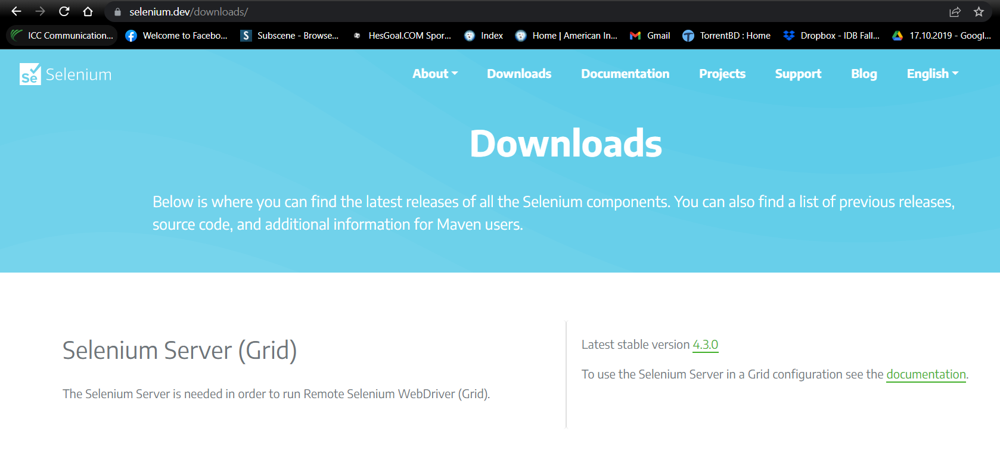 selenium.dev/downloads/
ICC Communication... Welcome to Facebo... S Subscene - Browse... HesGoal.COM Spor... Index Home | American In... Gmail TorrentBD : Home Dropbox - IDB Fall... 17.10.2019 - Googl...
Se Selenium About Downloads Documentation Projects Support Blog English
Downloads
Below is where you can find the latest releases of all the Selenium components. You can also find a list of previous releases,
source code, and additional information for Maven users.
Selenium Server (Grid)
The Selenium Server is needed in order to run Remote Selenium WebDriver (Grid).
Latest stable version 4.3.0
To use the Selenium Server in a Grid configuration see the documentation.